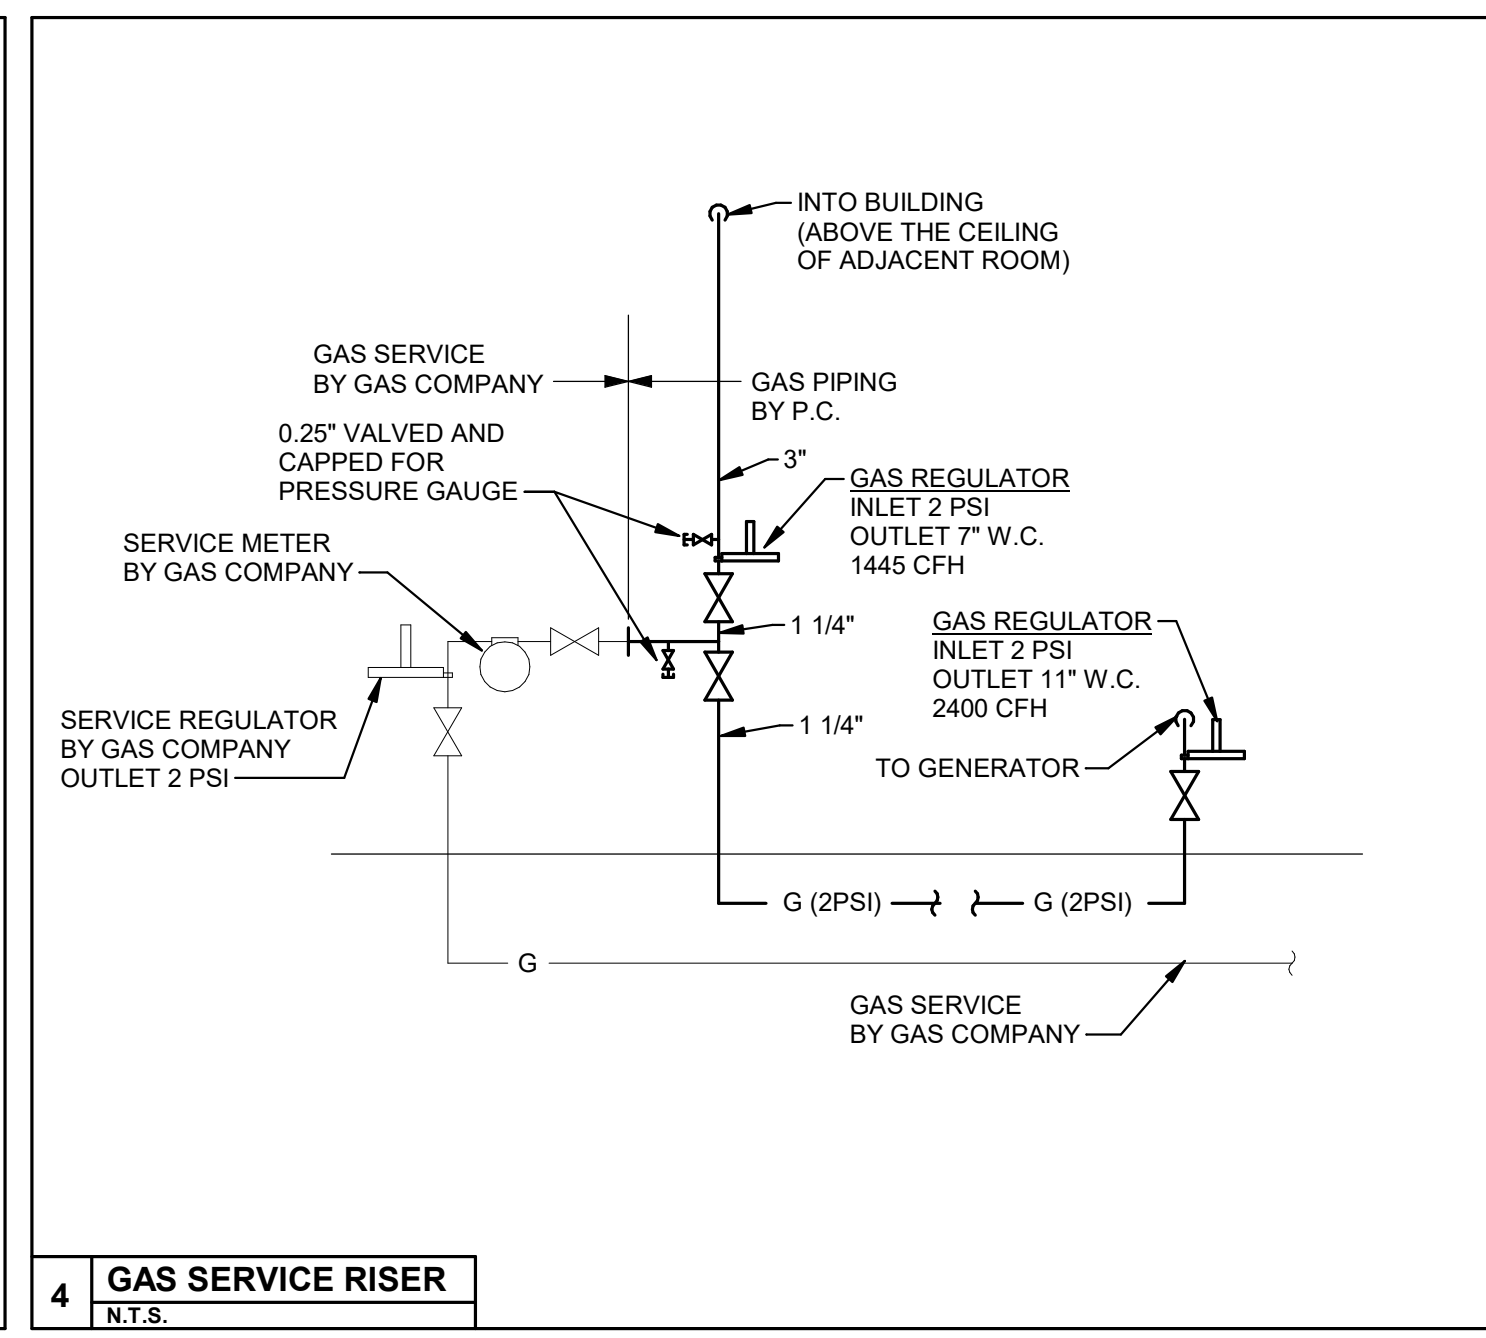 INTO BUILDING
(ABOVE THE CEILING
OF ADJACENT ROOM)
GAS SERVICE
BY GAS COMPANY
GAS PIPING
BY P.C.
0.25" VALVED AND
CAPPED FOR
PRESSURE GAUGE
3"
GAS REGULATOR
INLET 2 PSI
OUTLET 7" W.C.
1445 CFH
SERVICE METER
BY GAS COMPANY
1 1/4"
GAS REGULATOR
INLET 2 PSI
OUTLET 11" W.C.
2400 CFH
SERVICE REGULATOR
BY GAS COMPANY
OUTLET 2 PSI
1 1/4"
TO GENERATOR
G (2PSI)
G (2PSI)
G
GAS SERVICE
BY GAS COMPANY
4
GAS SERVICE RISER
N.T.S.